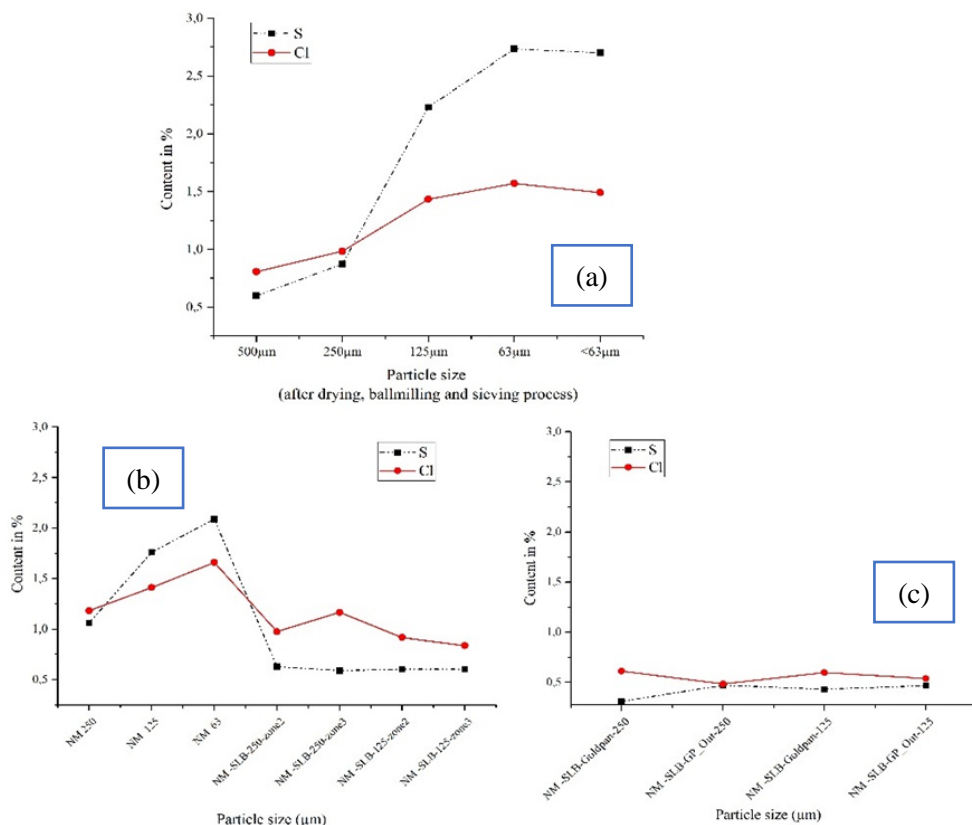 3,0
2,5
2,0
1,5
1,0
0,5
Content in %
S
Cl
(a)
500µm 250µm 125µm 63µm <63µm
Particle size
(after drying, ballmilling and sieving process)
3,0
2,5
2,0
1,5
1,0
0,5
Content in %
(b)
S
Cl
NM 250
NM 125
NM 63
NM -SLB-250-zone2
NM -SLB-250-zone3
NM -SLB-125-zone2
NM -SLB-125-zone3
Particle size (µm)
3,0
2,5
2,0
1,5
1,0
0,5
Content in %
S
Cl
(c)
NM -SLB-Goldpan-250
NM -SLB-GP_Out-250
NM -SLB-Goldpan-125
NM -SLB-GP_Out-125
Particle size (µm)